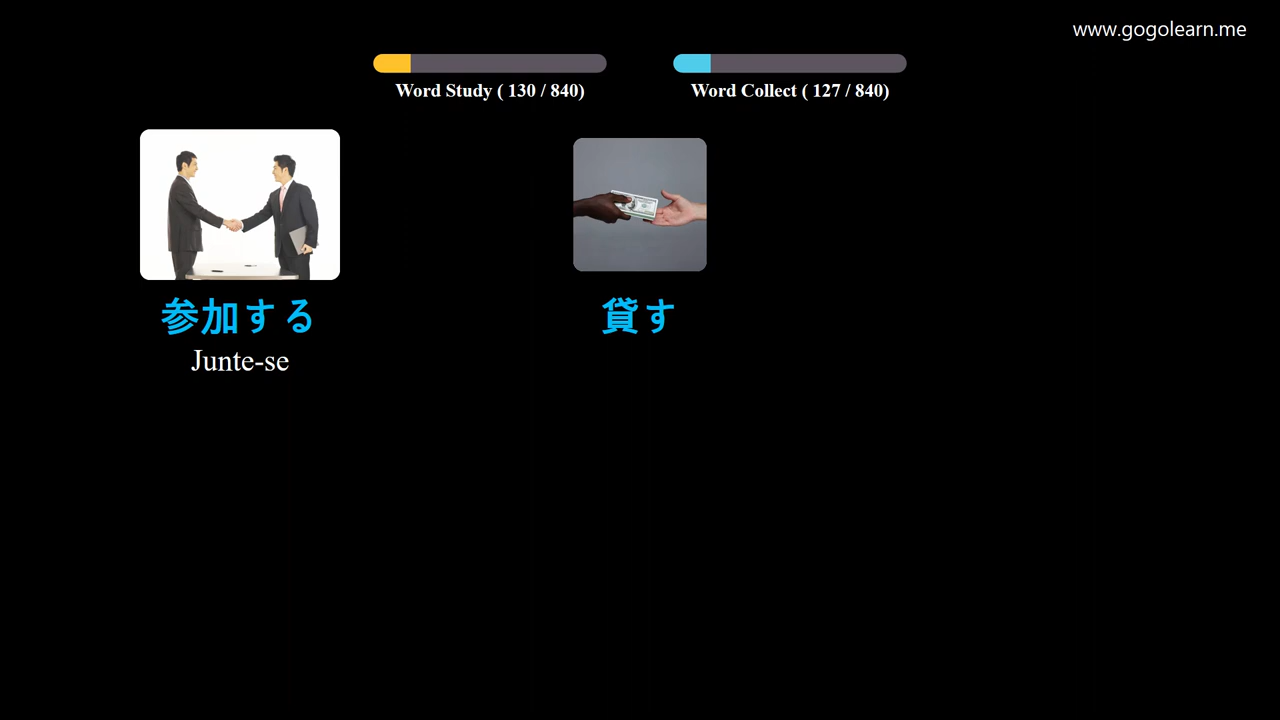 www.gogolearn.me
Word Study ( 130 / 840)
Word Collect ( 127 / 840)
参加する
貸す
Junte-se